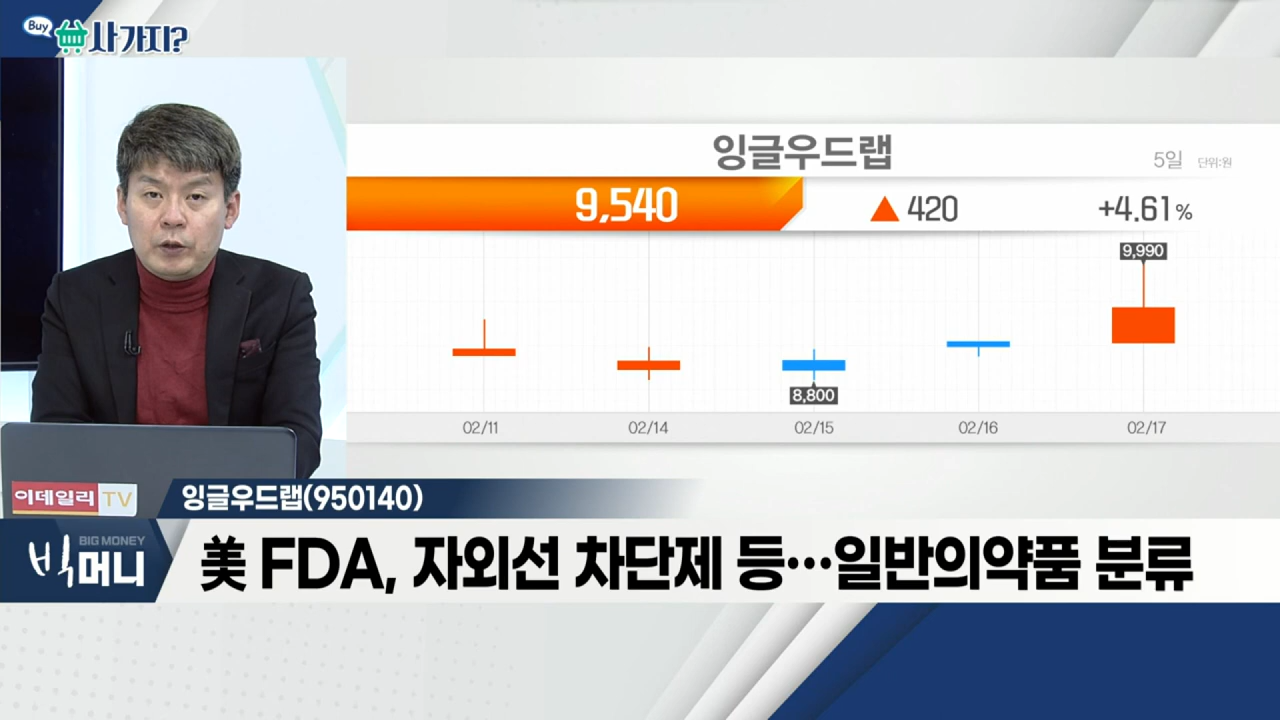 Buy 사가지?
잉글우드랩
5일 단위:원
9,540 ▲ 420 +4.61%
9,990
8,800
02/11 02/14 02/15 02/16 02/17
이데일리 TV
잉글우드랩(950140)
BIG MONEY
빅머니
美 FDA, 자외선 차단제 등…일반의약품 분류